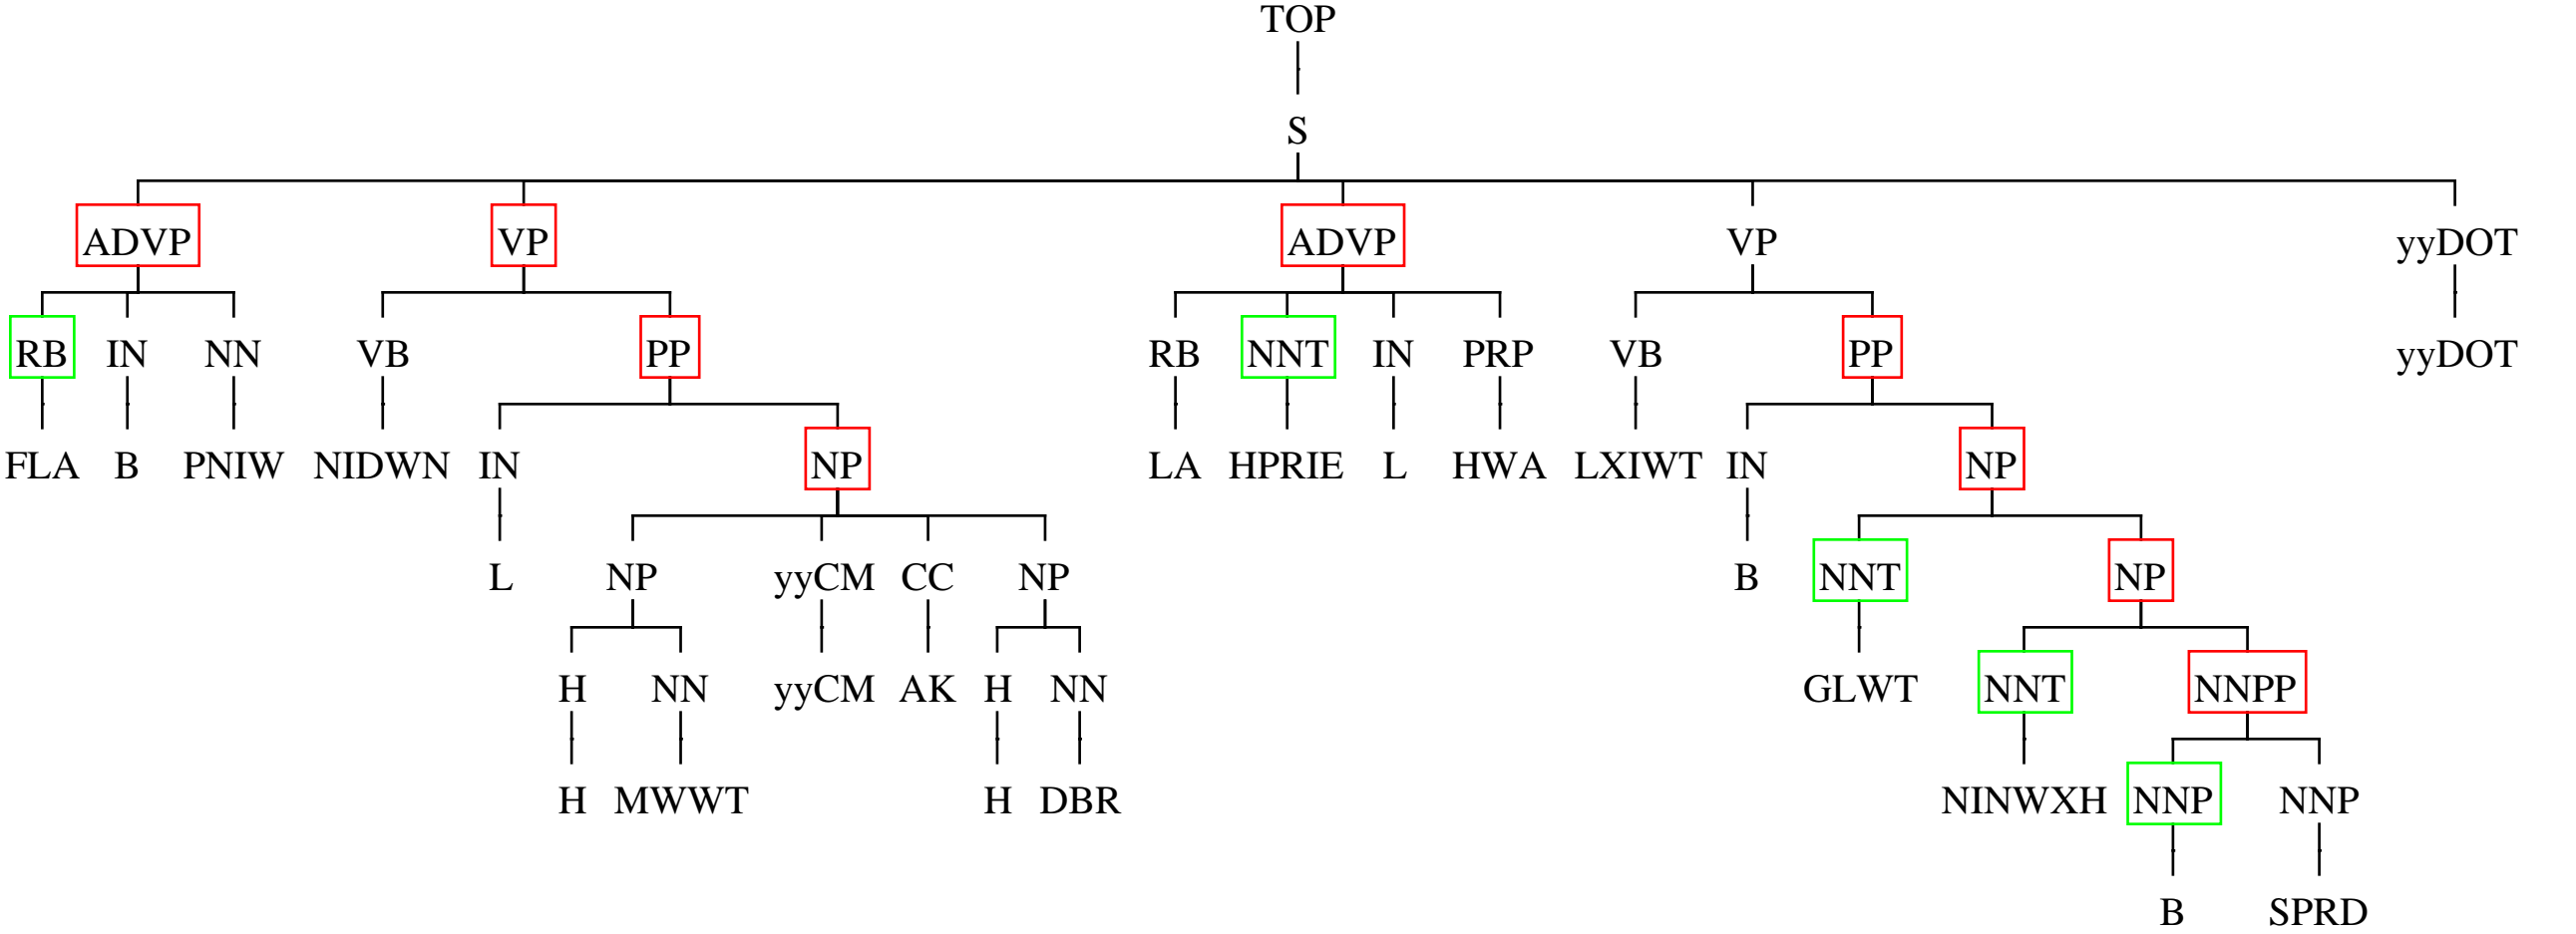 TOP
S
ADVP VP ADVP VP yyDOT
RB IN NN VB PP RB NNT IN PRP VB PP yyDOT
FLA B PNIW NIDWN IN NP LA HPRIE L HWA LXIWT IN NP
L NP yyCM CC NP B NNT NP
H NN yyCM AK H NN GLWT NNT NNPP
H MWWT H DBR NINWXH NNP NNP
B SPRD